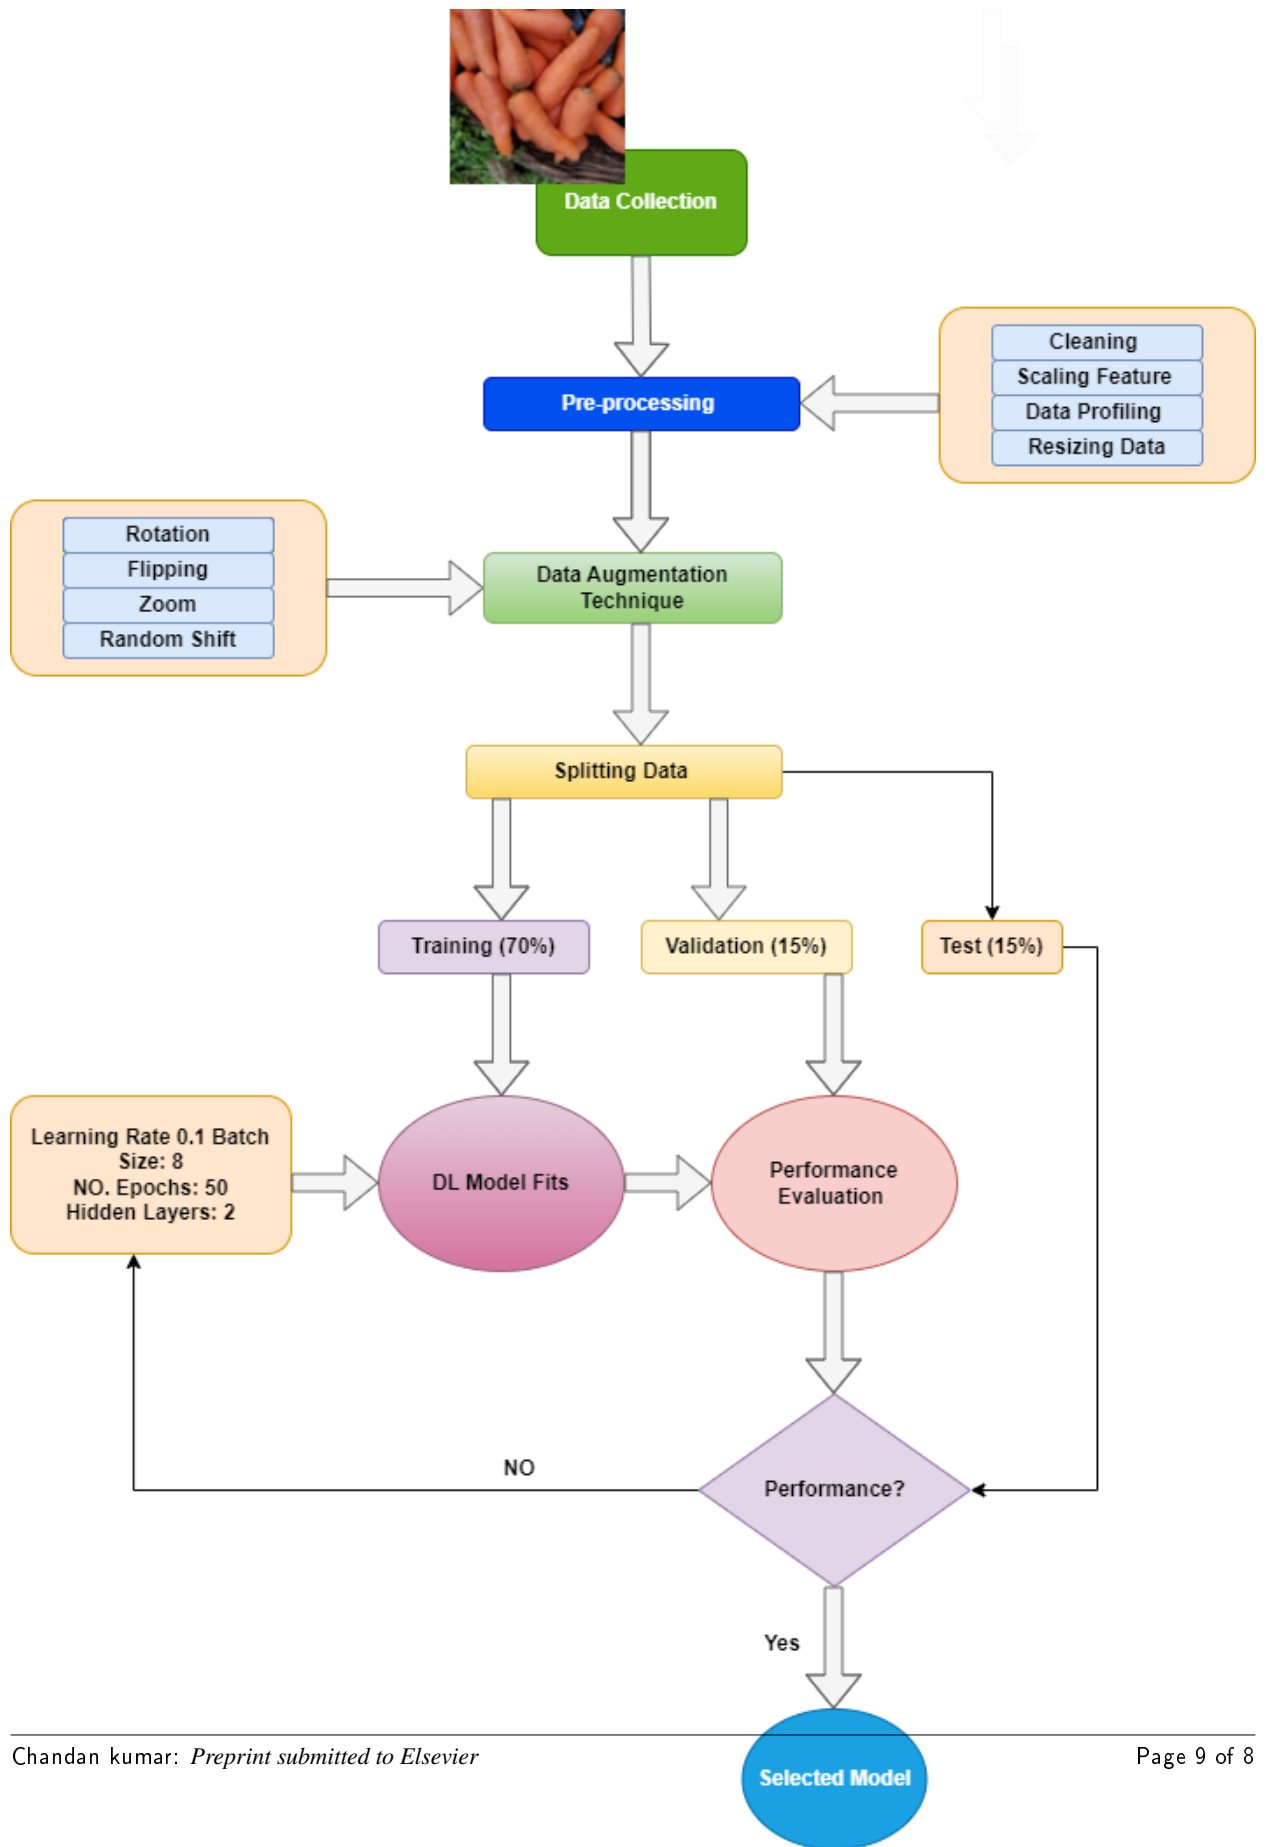 Data Collection
Cleaning
Scaling Feature
Pre-processing
Data Profiling
Resizing Data
Rotation
Flipping
Zoom
Random Shift
Data Augmentation
Technique
Splitting Data
Training (70%)
Validation (15%)
Test (15%)
Learning Rate 0.1 Batch
Size: 8
NO. Epochs: 50
Hidden Layers: 2
DL Model Fits
Performance
Evaluation
NO
Performance?
Yes
Chandan kumar: Preprint submitted to Elsevier
Page 9 of 8
Selected Model